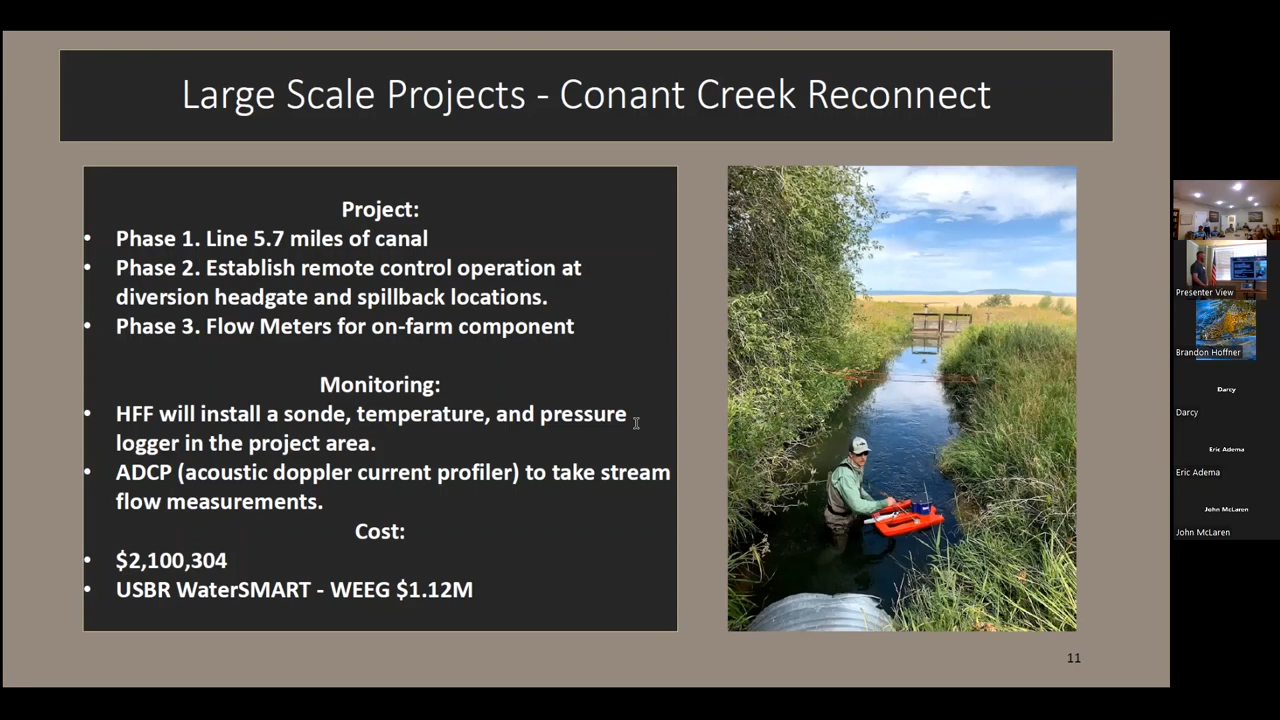 Large Scale Projects - Conant Creek Reconnect
Project:
• Phase 1. Line 5.7 miles of canal
• Phase 2. Establish remote control operation at
diversion headgate and spillback locations.
• Phase 3. Flow Meters for on-farm component
Monitoring:
• HFF will install a sonde, temperature, and pressure
logger in the project area.
• ADCP (acoustic doppler current profiler) to take stream
flow measurements.
Cost:
• $2,100,304
• USBR WaterSMART - WEEG $1.12M
11
Presenter View
Brandon Hoffner
Darcy
Darcy
Eric Adema
Eric Adema
John McLaren
John McLaren